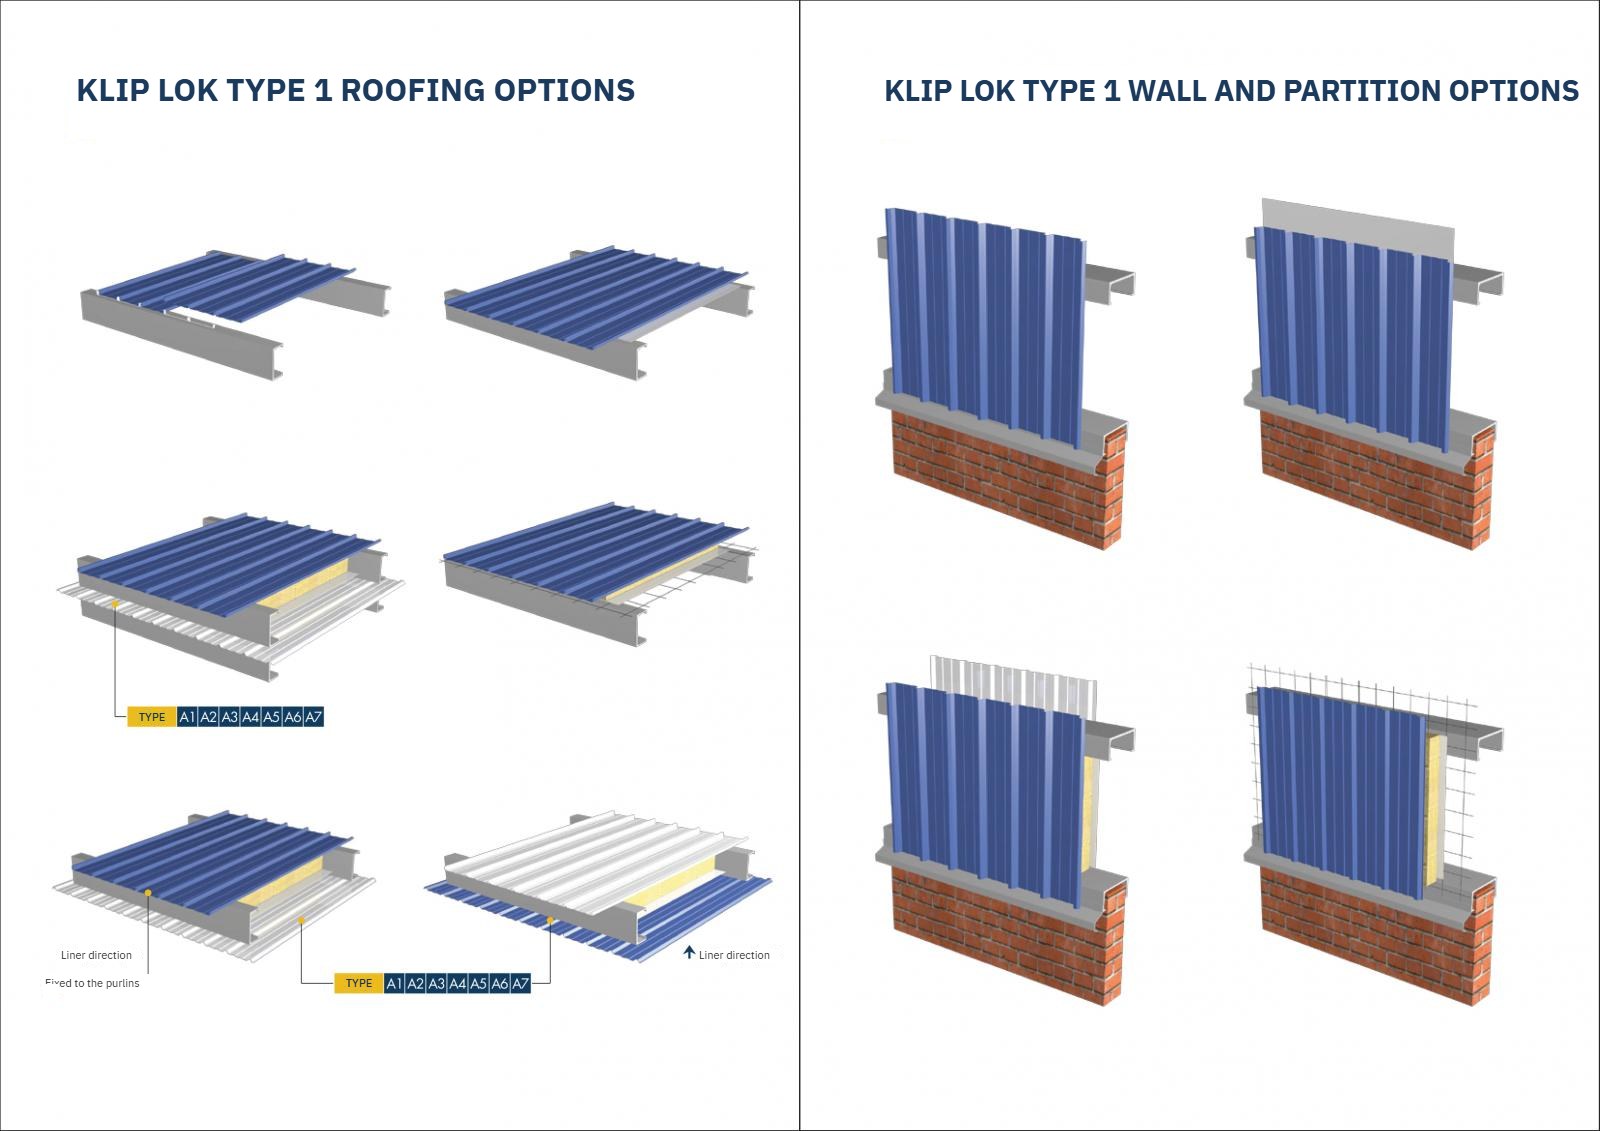 KLIP LOK TYPE 1 ROOFING OPTIONS
TYPE A1 A2 A3 A4 A5 A6 A7
Liner direction
Fixed to the purlins
TYPE A1 A2 A3 A4 A5 A6 A7
Liner direction
KLIP LOK TYPE 1 WALL AND PARTITION OPTIONS